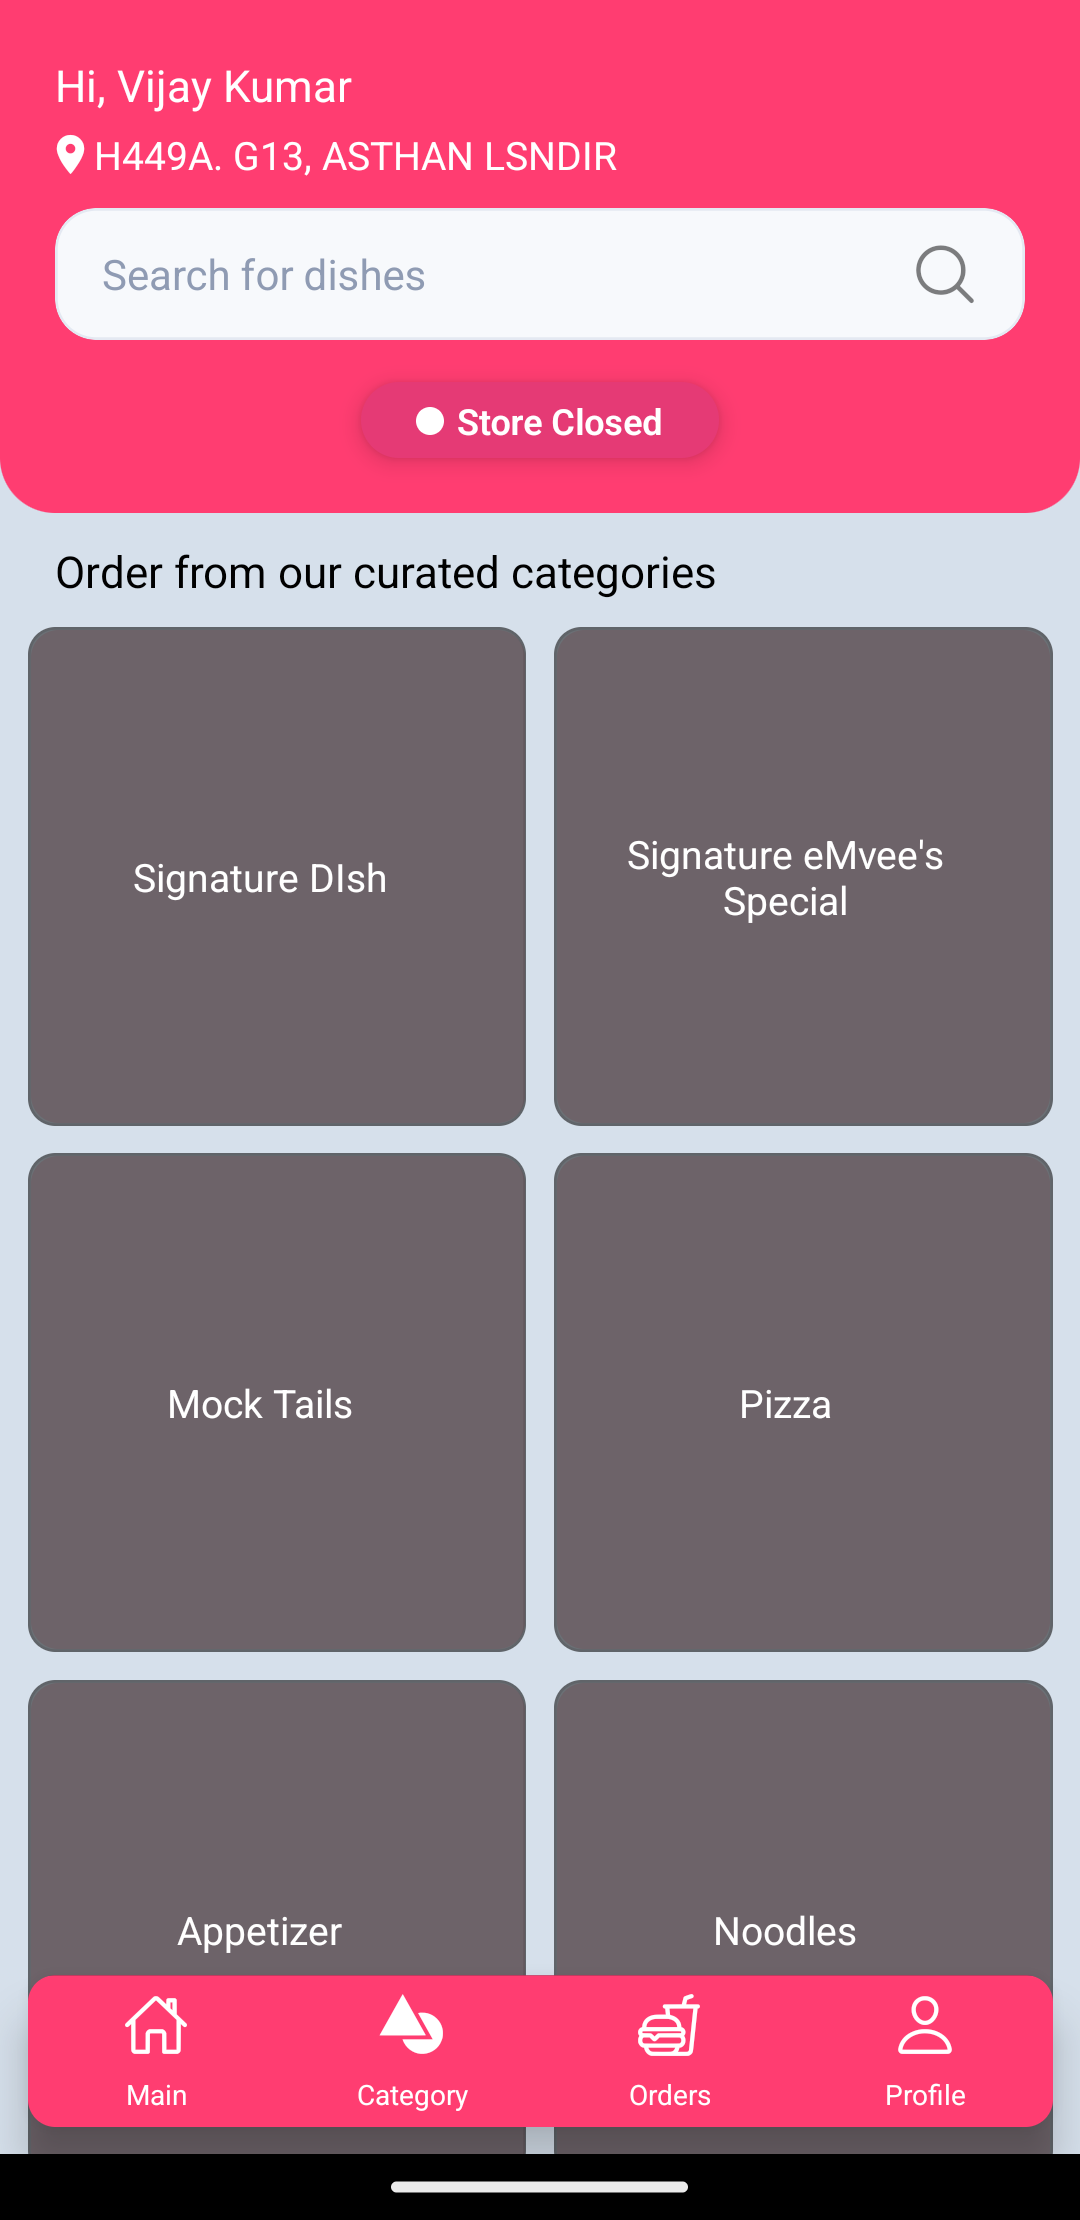 Hi, Vijay Kumar
H449A. G13, ASTHAN LSNDIR
Search for dishes
Store Closed
Order from our curated categories
Signature DIsh
Signature eMvee's
Special
Mock Tails
Pizza
Appetizer
Noodles
Main
Category
Orders
Profile